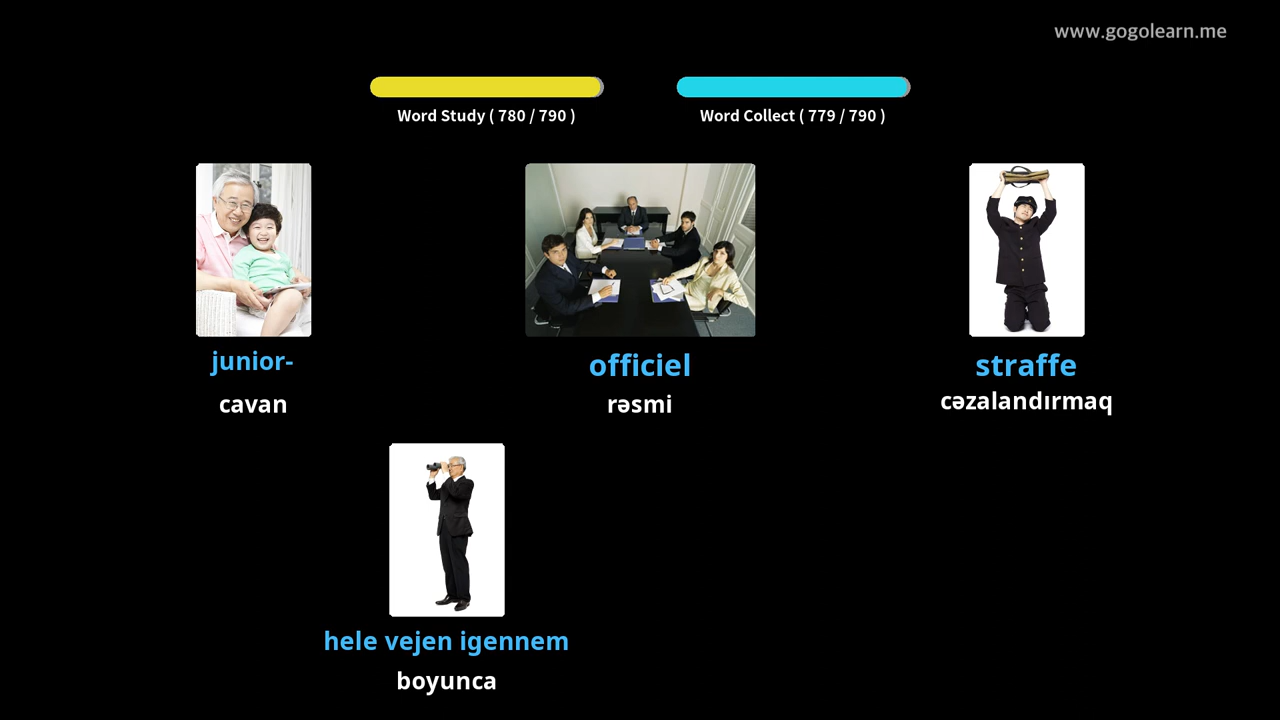 www.gogolearn.me
Word Study ( 780 / 790 )
Word Collect ( 779 / 790 )
junior-
cavan
officiel
rəsmi
straffe
cəzalandırmaq
hele vejen igennem
boyunca